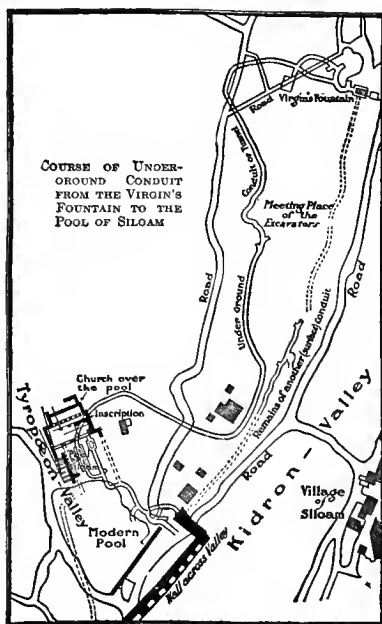 Virgin's Fountain
Road
Conduit or Tunnel
COURSE OF UNDER-
GROUND CONDUIT
FROM THE VIRGIN'S
FOUNTAIN TO THE
POOL OF SILOAM
Meeting Place
of the
Excavators
Road
Road
Under Ground
Remains of another (surface) Conduit
Church over
the pool
Inscription
Pool
Siloam
Tyropoeon Valley
Road
Kidron - Valley
Village
of
Siloam
Modern
Pool
Wall across Valley